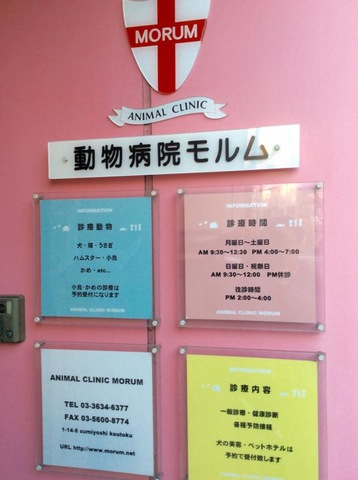 MORUM
ANIMAL CLINIC
動物病院モルム
INFORMATION
診療動物
犬・猫・うさぎ
ハムスター・小鳥
かめ・etc...
小鳥・かめの診療は
予約受付になります
ANIMAL CLINIC MORUM
INFORMATION
診療時間
月曜日〜土曜日
AM 9:30〜12:30 PM 4:00〜7:00
日曜日・祝祭日
AM 9:30〜12:00 PM休診
往診時間
PM 2:00〜4:00
ANIMAL CLINIC MORUM
ANIMAL CLINIC MORUM
TEL 03-3634-6377
FAX 03-5600-8774
1-14-8 sumiyoshi koutoku
URL http://www.morum.net
INFORMATION
診療内容
一般診療・健康診断
各種予防接種
犬の美容・ペットホテルは
予約で受付致します
ANIMAL CLINIC MORUM